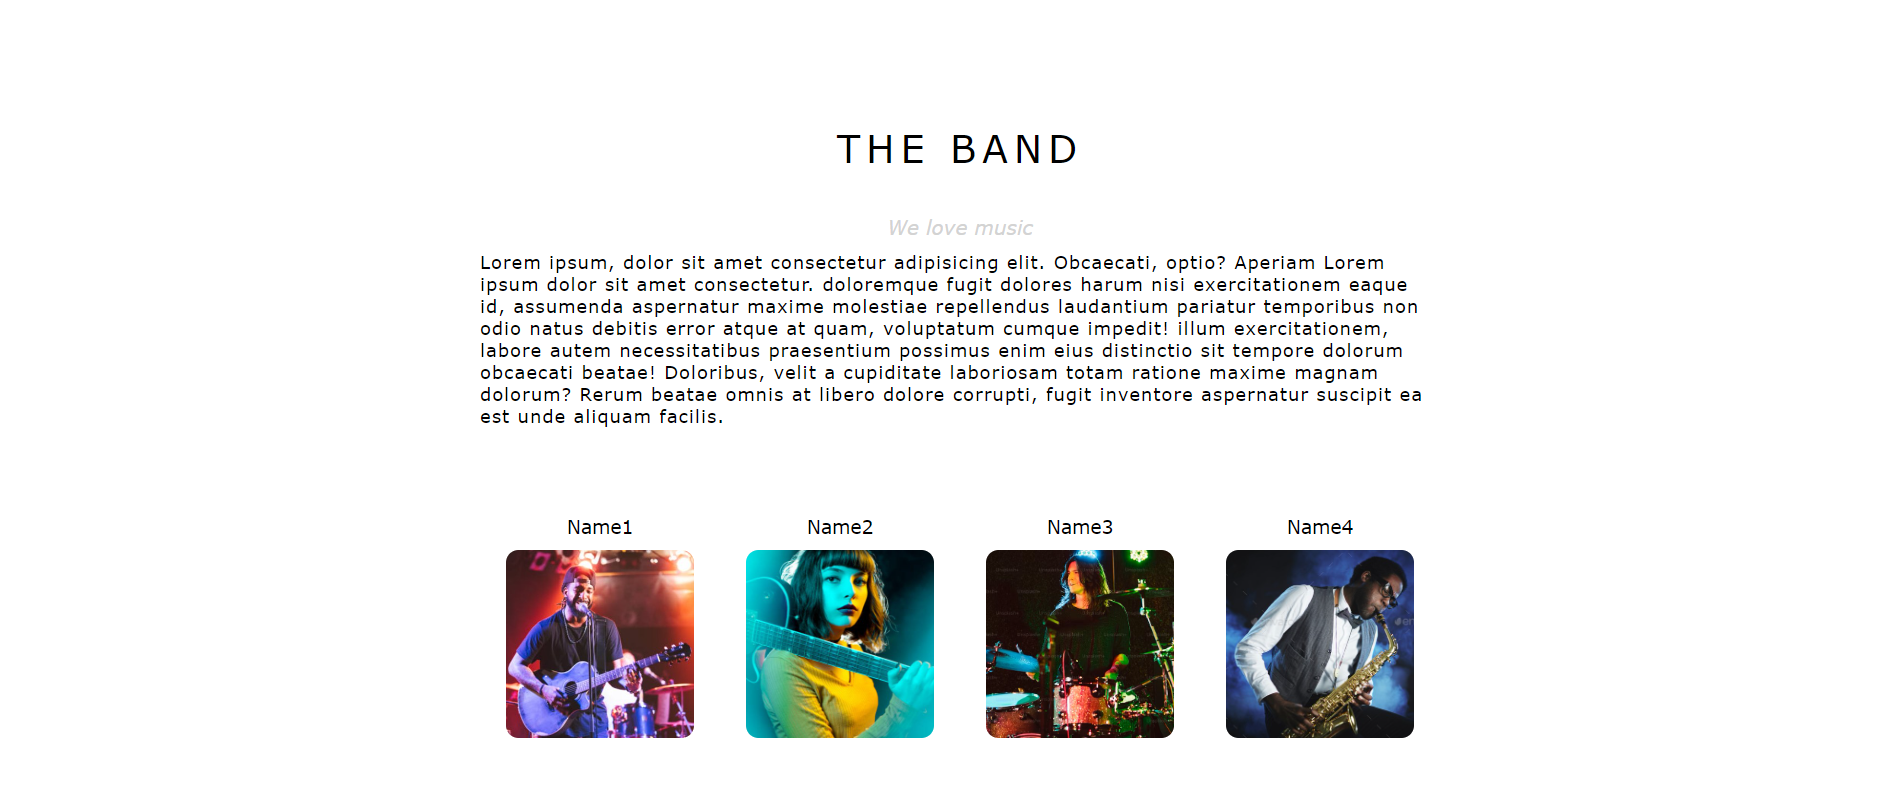 THE BAND
We love music
Lorem ipsum, dolor sit amet consectetur adipisicing elit. Obcaecati, optio? Aperiam Lorem
ipsum dolor sit amet consectetur. doloremque fugit dolores harum nisi exercitationem eaque
id, assumenda aspernatur maxime molestiae repellendus laudantium pariatur temporibus non
odio natus debitis error atque at quam, voluptatum cumque impedit! illum exercitationem,
labore autem necessitatibus praesentium possimus enim eius distinctio sit tempore dolorum
obcaecati beatae! Doloribus, velit a cupiditate laboriosam totam ratione maxime magnam
dolorum? Rerum beatae omnis at libero dolore corrupti, fugit inventore aspernatur suscipit ea
est unde aliquam facilis.
Name1 Name2 Name3 Name4